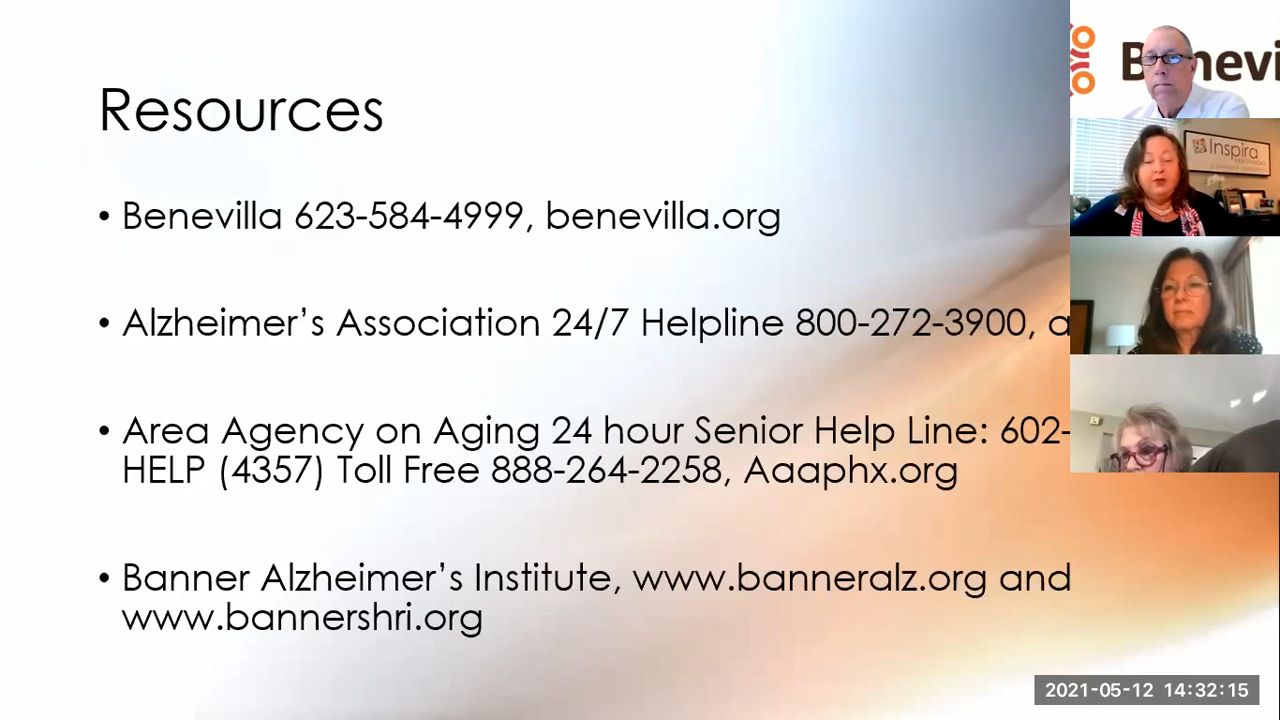 Resources
• Benevilla 623-584-4999, benevilla.org
• Alzheimer’s Association 24/7 Helpline 800-272-3900, a
• Area Agency on Aging 24 hour Senior Help Line: 602-
HELP (4357) Toll Free 888-264-2258, Aaaphx.org
• Banner Alzheimer’s Institute, www.banneralz.org and
www.bannershri.org
Inspira
2021-05-12 14:32:15